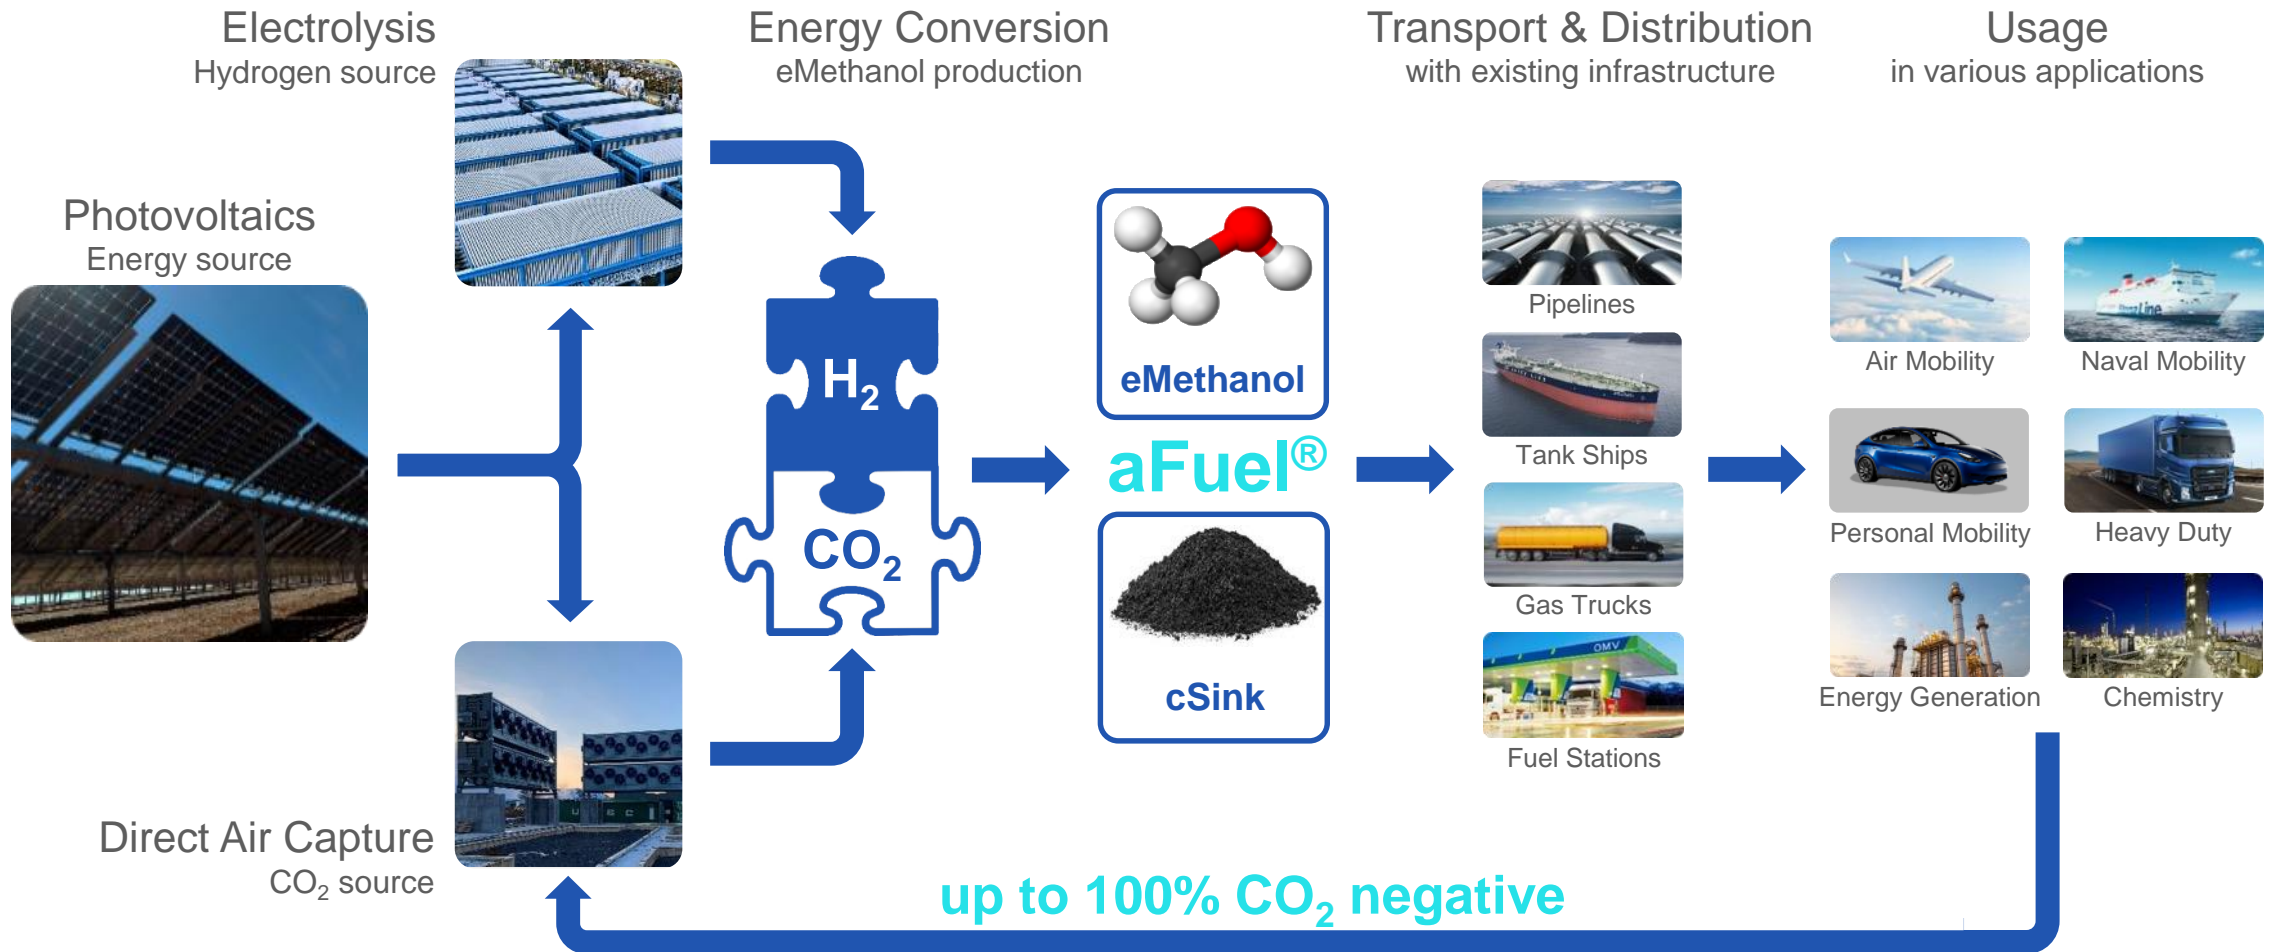 Electrolysis
Hydrogen source
Energy Conversion
eMethanol production
Transport & Distribution
with existing infrastructure
Usage
in various applications
Photovoltaics
Energy source
H₂
CO₂
eMethanol
aFuel®
cSink
Pipelines
Tank Ships
Gas Trucks
OMV
Fuel Stations
Air Mobility
Line
Naval Mobility
Personal Mobility
Heavy Duty
Energy Generation
Chemistry
Direct Air Capture
CO₂ source
up to 100% CO₂ negative